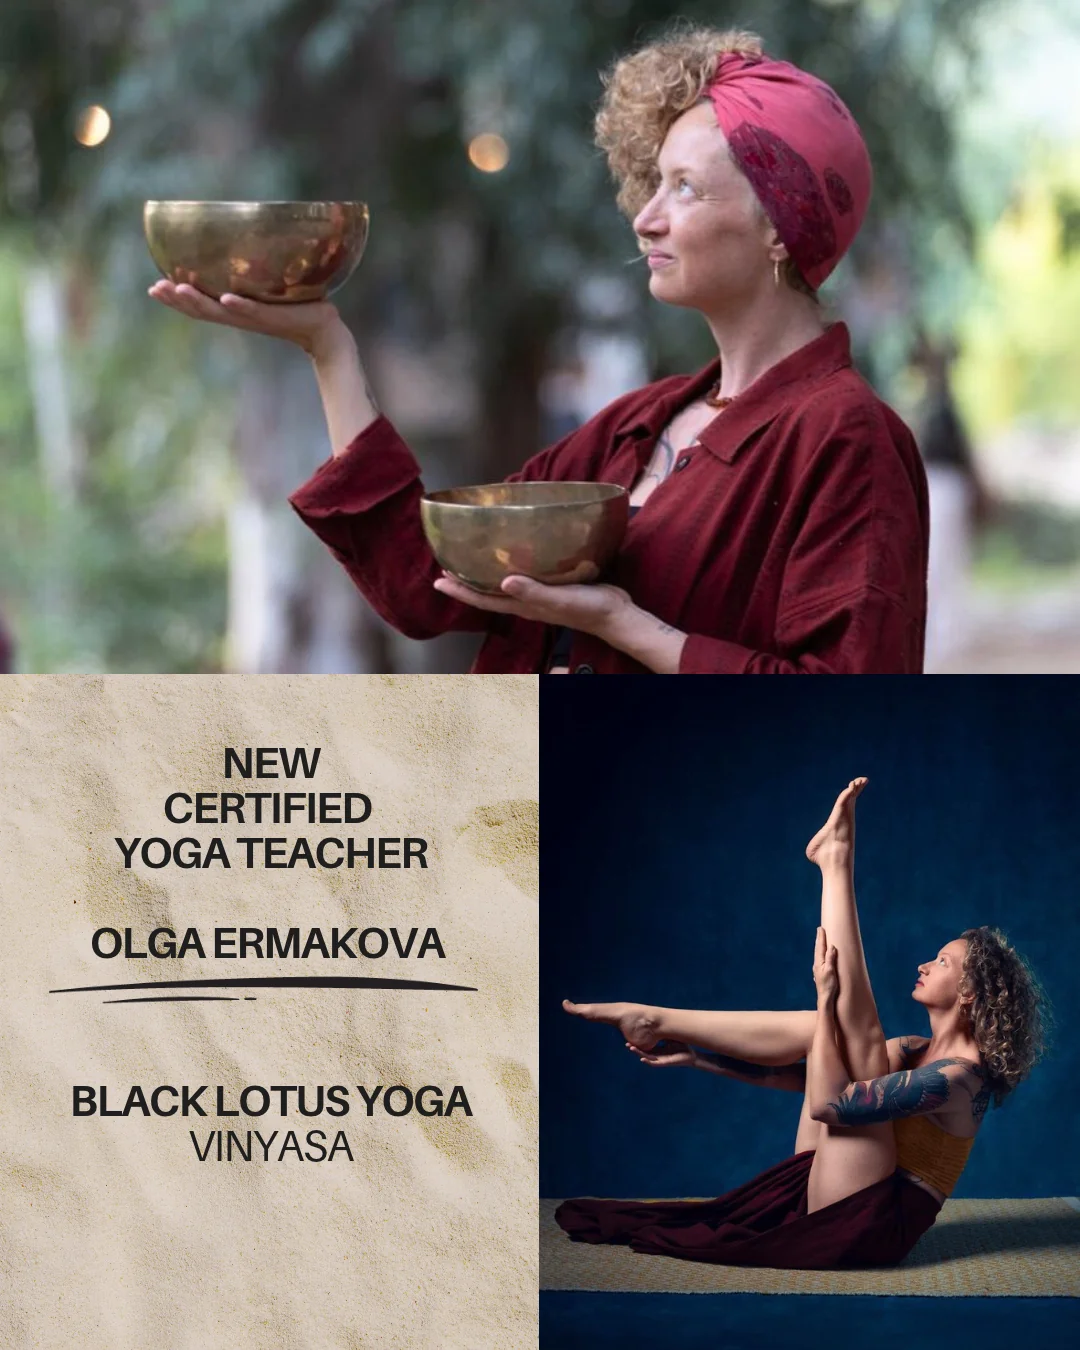 NEW
CERTIFIED
YOGA TEACHER
OLGA ERMAKOVA
BLACK LOTUS YOGA
VINYASA